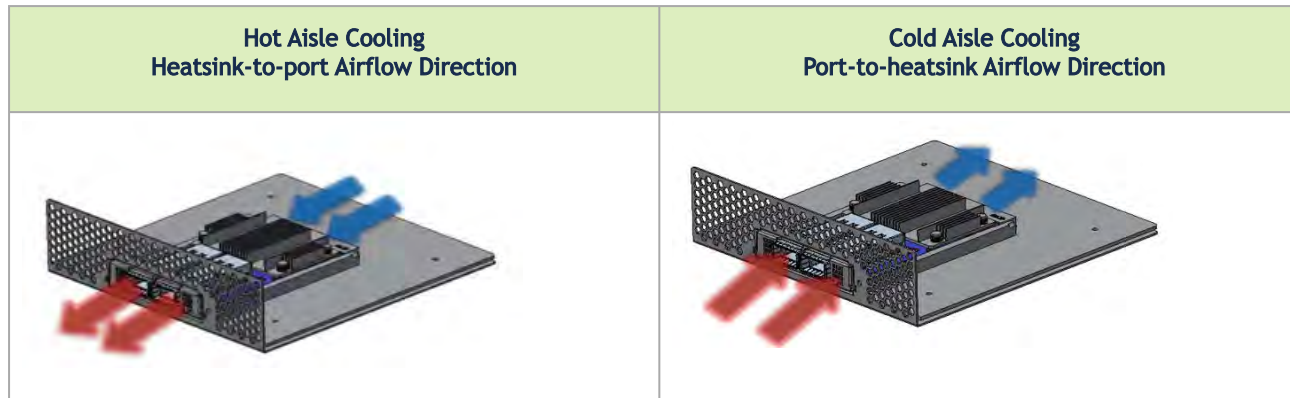 Hot Aisle Cooling
Heatsink-to-port Airflow Direction
Cold Aisle Cooling
Port-to-heatsink Airflow Direction